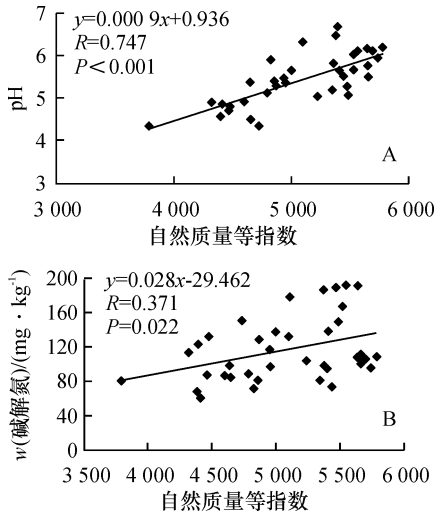 y=0.000 9x+0.936
R=0.747
P＜0.001
7
6
5
4
3
pH
A
3 000 4 000 5 000 6 000
自然质量等指数
y=0.028x-29.462
R=0.371
P=0.022
200
160
120
80
40
0
w(碱解氮)/(mg·kg⁻¹)
B
3 500 4 000 4 500 5 000 5 500 6 000
自然质量等指数